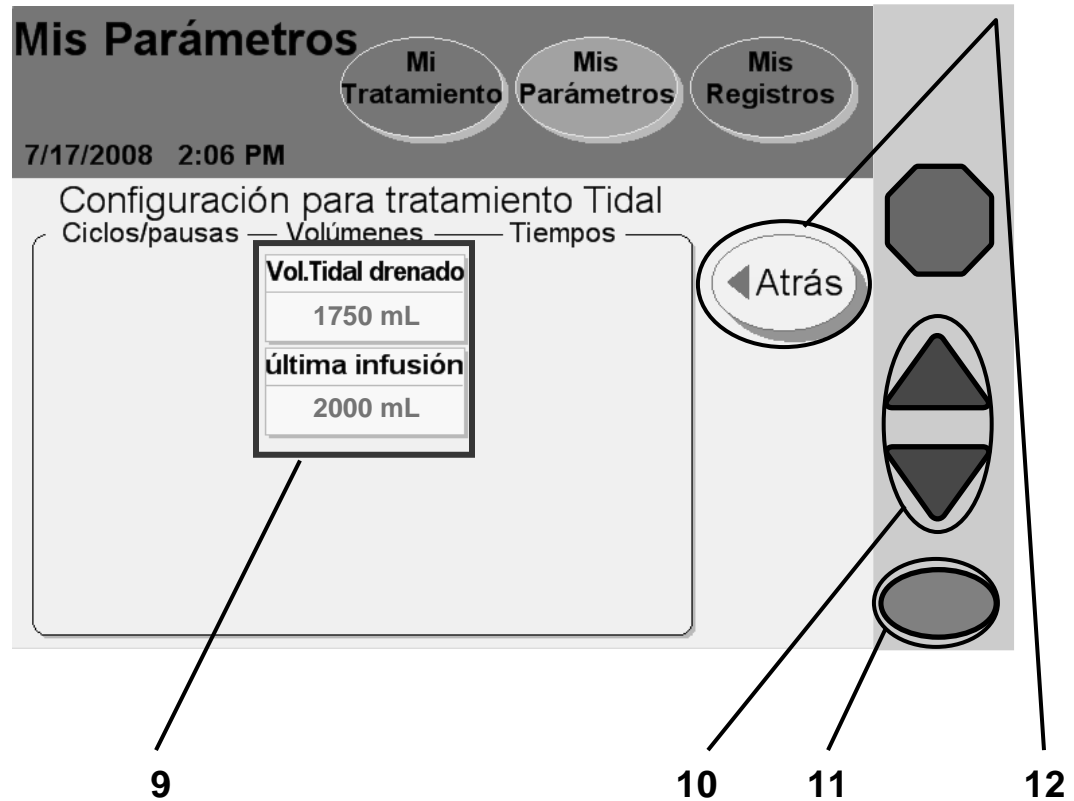 Mis Parámetros
Mi
Tratamiento
Mis
Parámetros
Mis
Registros
7/17/2008 2:06 PM
Configuración para tratamiento Tidal
Ciclos/pausas Volúmenes Tiempos
Vol.Tidal drenado
1750 mL
última infusión
2000 mL
Atrás
9 10 11 12